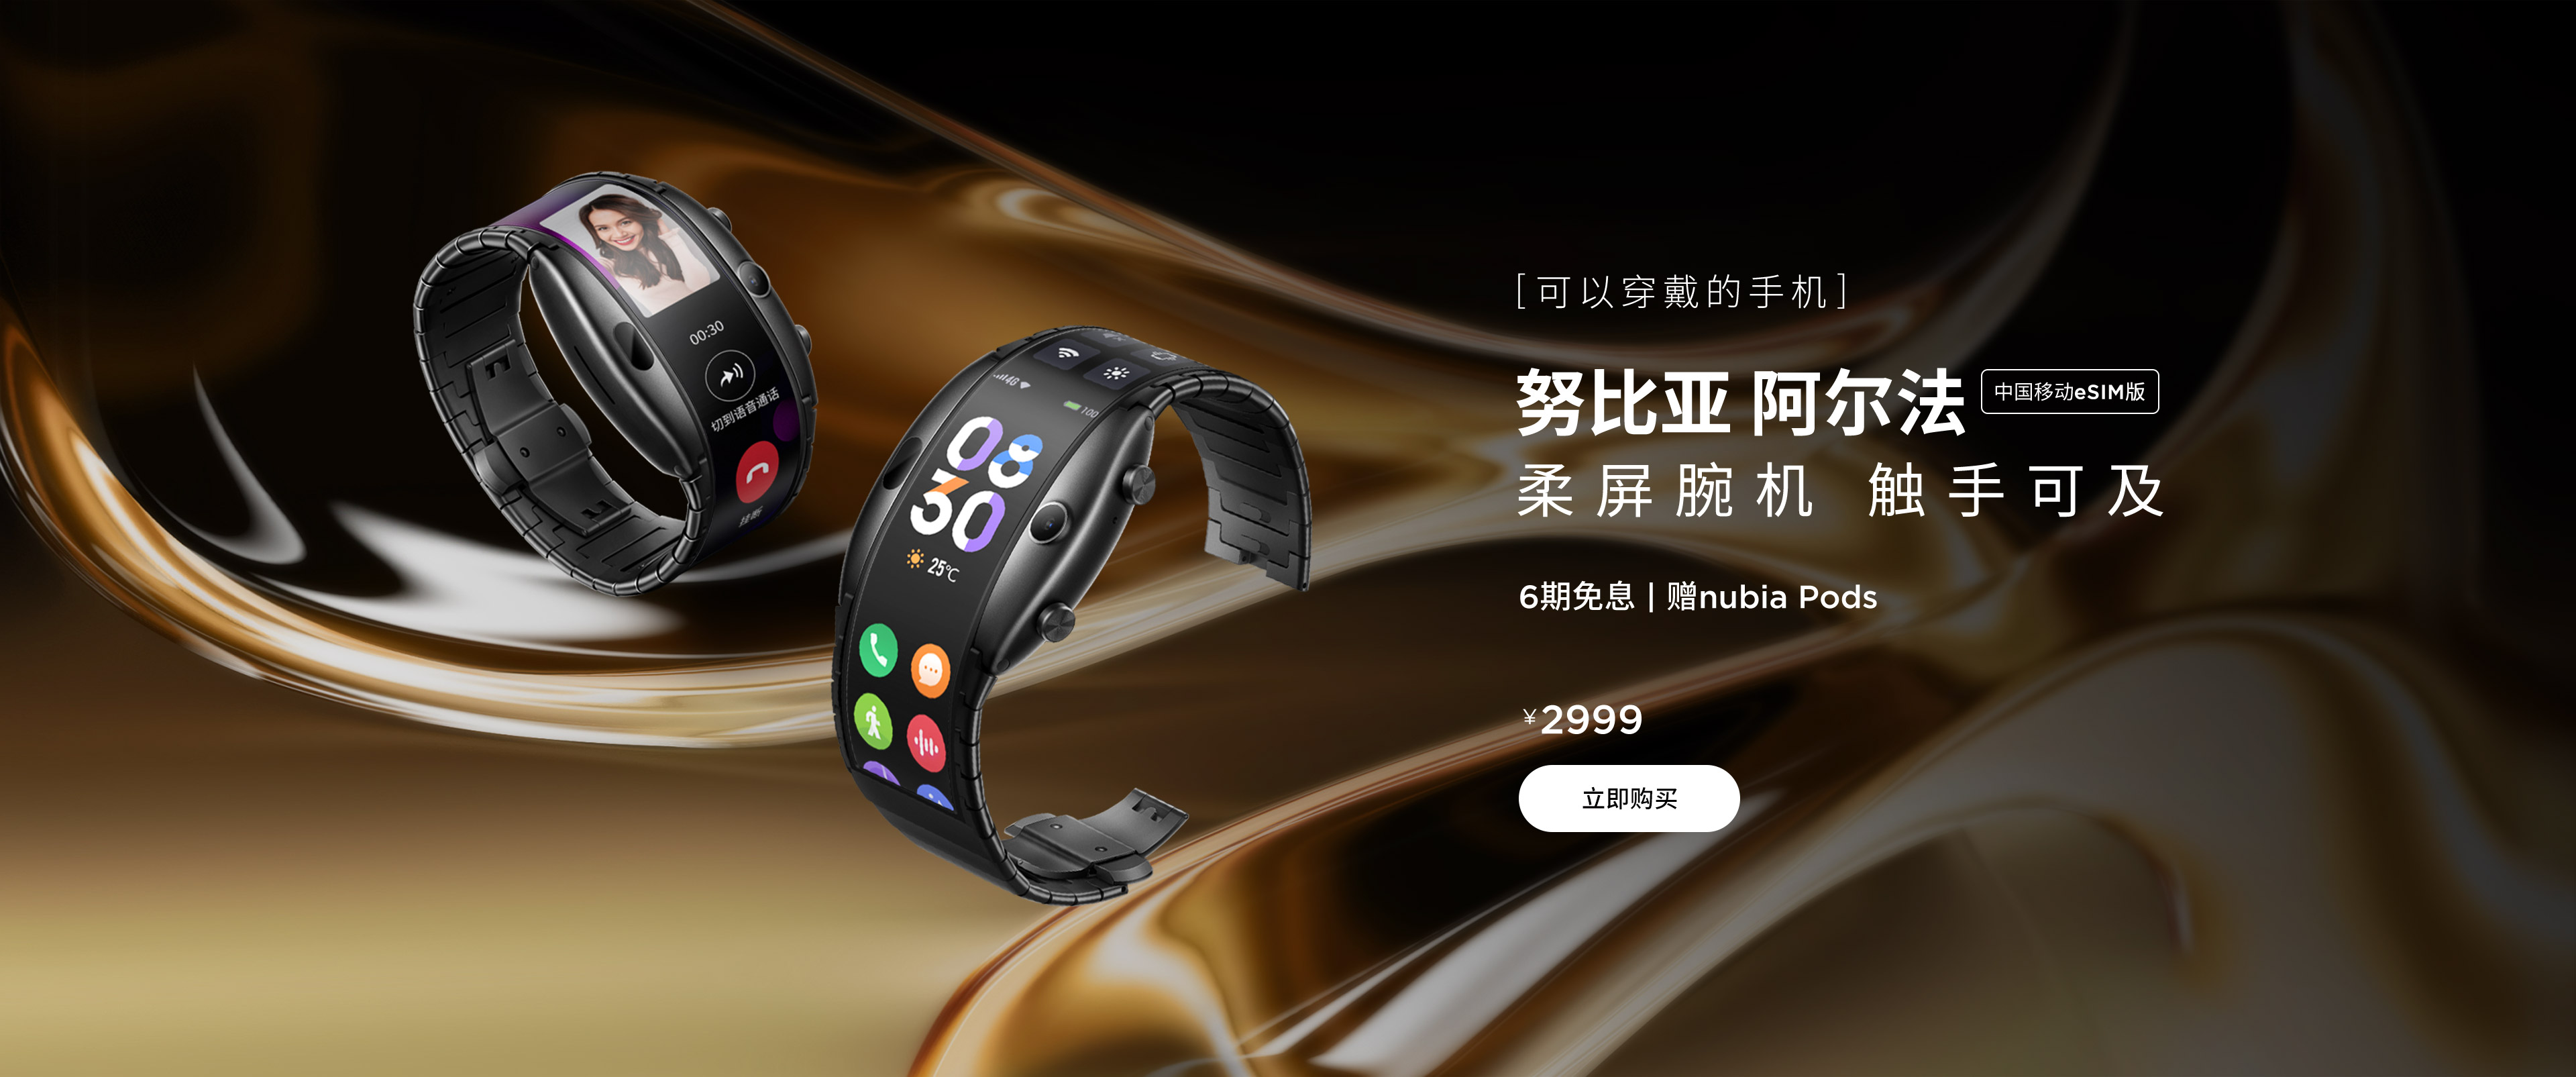 00:30
切到语音通话
挂断
4G
100
08
30
25℃
[可以穿戴的手机]
努比亚 阿尔法 中国移动eSIM版
柔屏腕机 触手可及
6期免息 | 赠nubia Pods
¥2999
立即购买